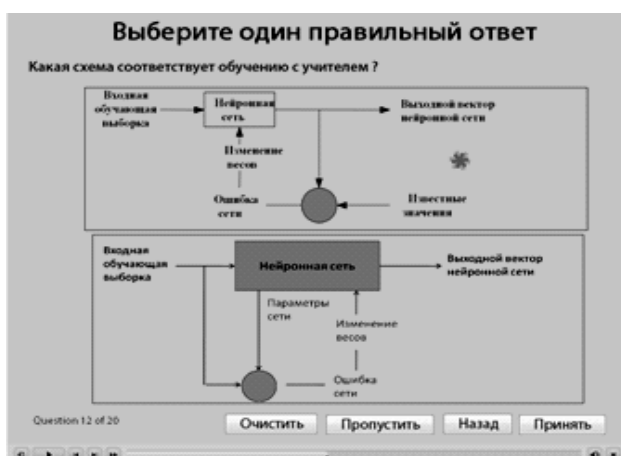 Выберите один правильный ответ
Какая схема соответствует обучению с учителем ?
Входная
обучающая
выборка
Нейронная
сеть
Выходной вектор
нейронной сети
Изменение
весов
Ошибка
сети
Известные
значения
Входная
обучающая
выборка
Нейронная сеть
Выходной вектор
нейронной сети
Параметры
сети
Изменение
весов
Ошибка
сети
Question 12 of 20
Очистить
Пропустить
Назад
Принять